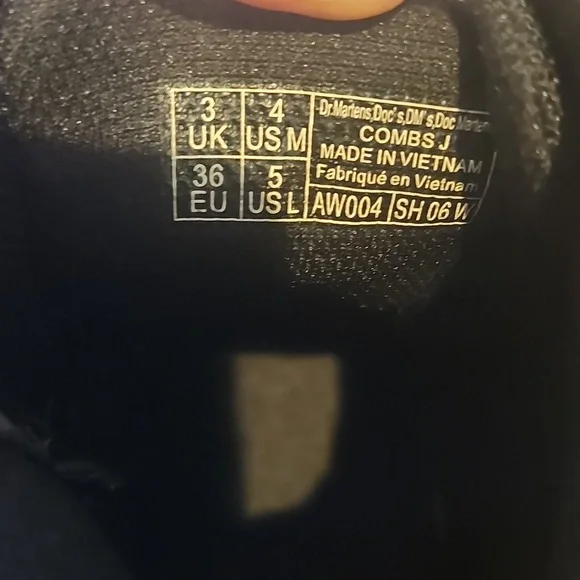 3 UK
4 US M
36 EU
5 US L
Dr.Martens,Doc's,DM's,Doc
COMBS J
MADE IN VIETNAM
Fabriqué en Vietnam
AW004 SH 06 W